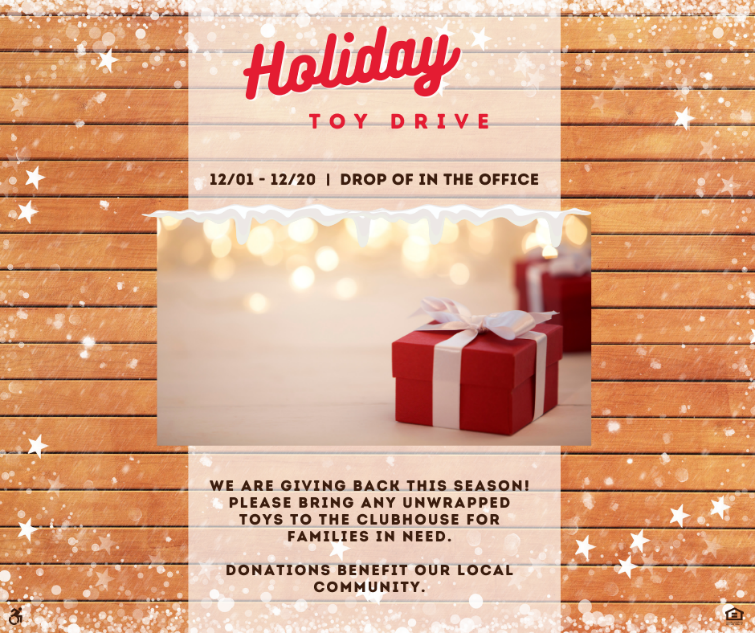 Holiday
TOY DRIVE
12/01 - 12/20 | DROP OF IN THE OFFICE
WE ARE GIVING BACK THIS SEASON!
PLEASE BRING ANY UNWRAPPED
TOYS TO THE CLUBHOUSE FOR
FAMILIES IN NEED.
DONATIONS BENEFIT OUR LOCAL
COMMUNITY.